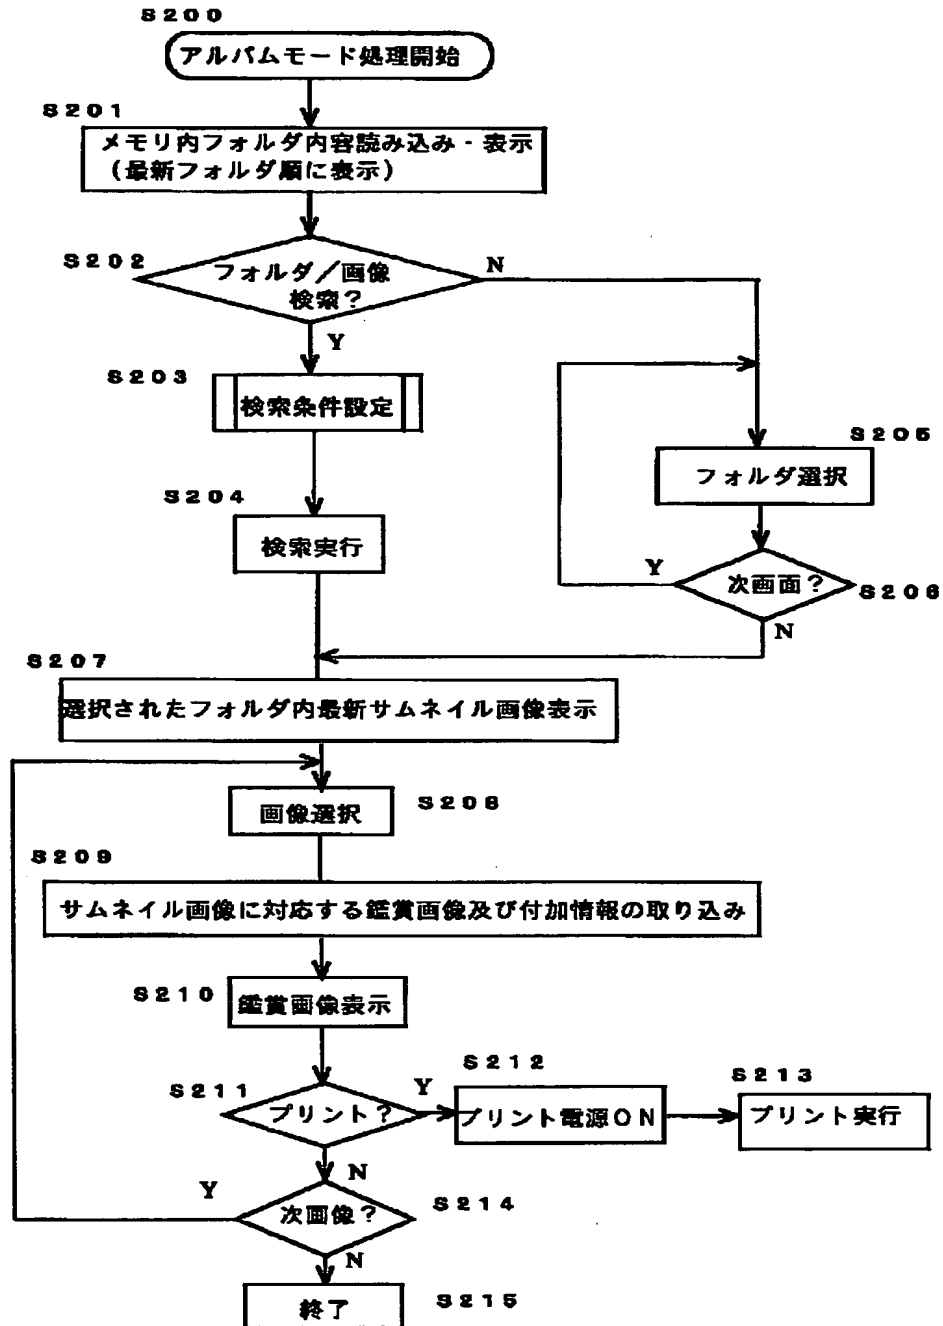 S200
アルバムモード処理開始
S201
メモリ内フォルダ内容読み込み・表示
(最新フォルダ順に表示)
S202
フォルダ/画像
検索?
N
Y
S203
検索条件設定
S204
検索実行
S205
フォルダ選択
次画面?
Y
S206
N
S207
選択されたフォルダ内最新サムネイル画像表示
画像選択
S208
S209
サムネイル画像に対応する鑑賞画像及び付加情報の取り込み
S210
鑑賞画像表示
S211
プリント?
Y
S212
プリント電源ON
S213
プリント実行
N
Y
次画像?
S214
N
終了
S215